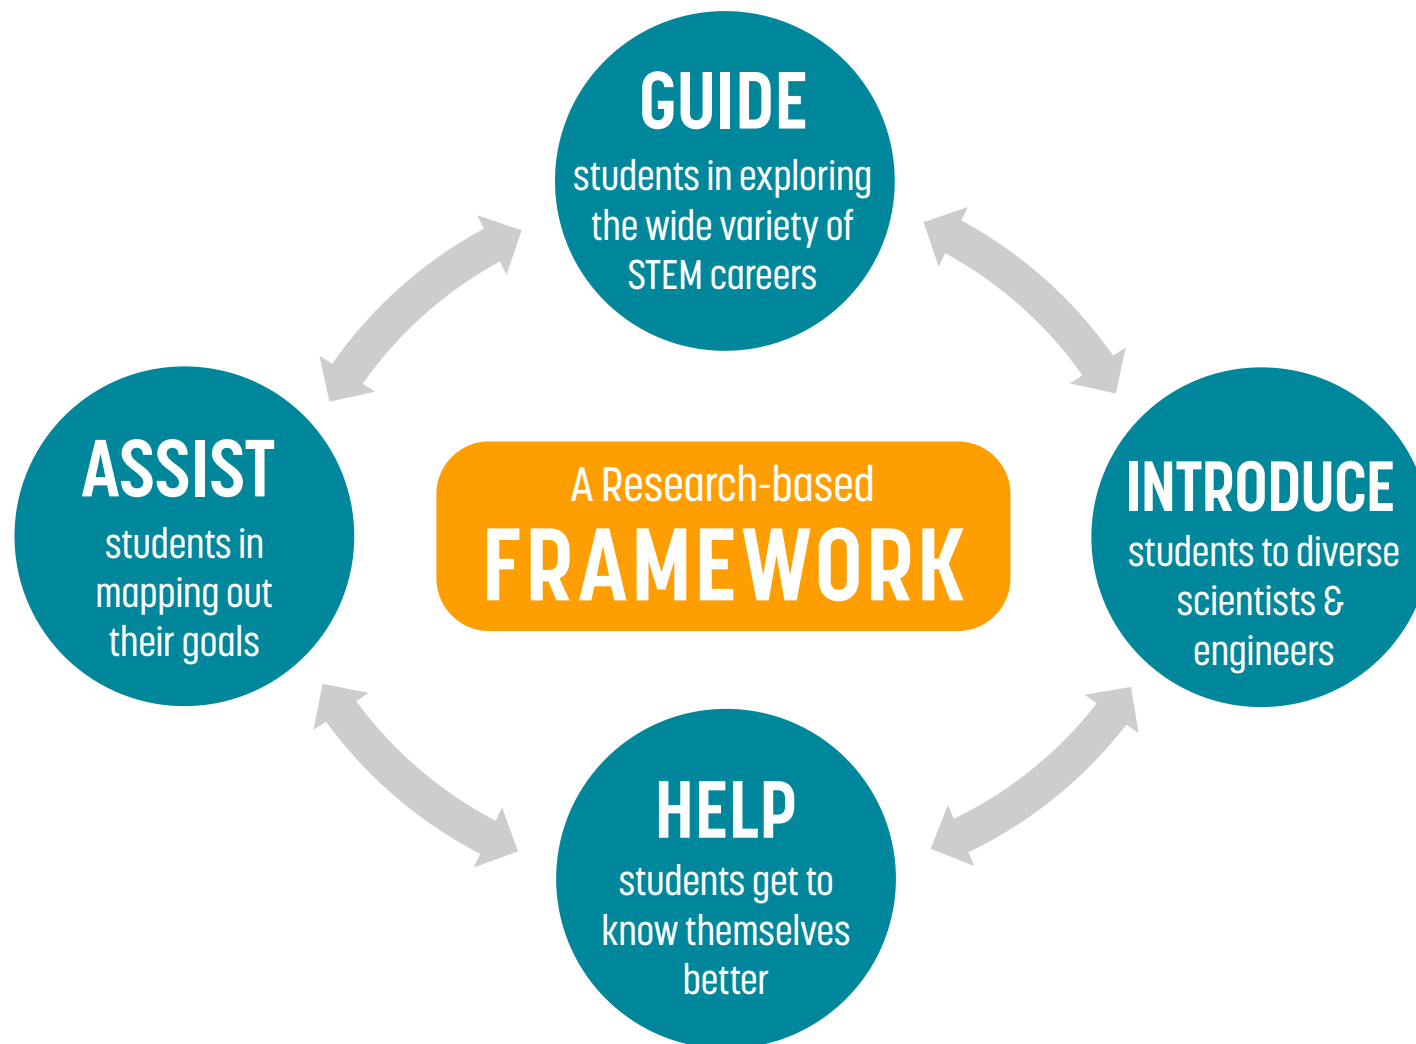 GUIDE
students in exploring
the wide variety of
STEM careers
ASSIST
students in
mapping out
their goals
A Research-based
FRAMEWORK
INTRODUCE
students to diverse
scientists &
engineers
HELP
students get to
know themselves
better